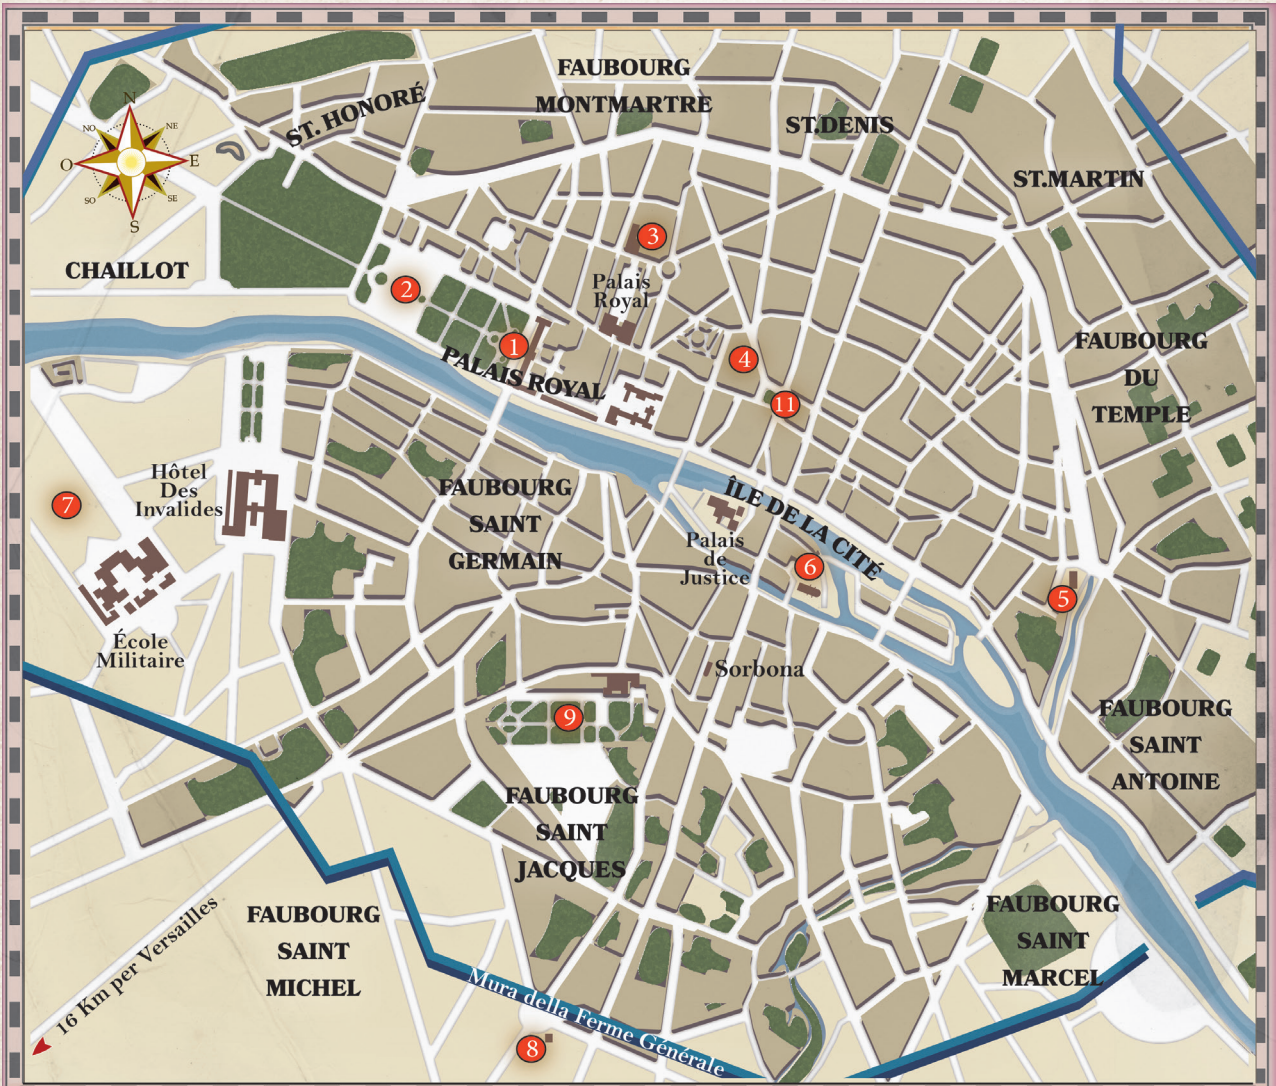 FAUBOURG
MONTMARTRE
ST. HONORÉ
ST.DENIS
N
NO
NE
O
E
SO
SE
S
ST.MARTIN
CHAILLOT
3
2
Palais
Royal
1
PALAIS ROYAL
4
11
FAUBOURG
DU
TEMPLE
Hôtel
Des
Invalides
7
FAUBOURG
SAINT
GERMAIN
ÎLE DE LA CITÉ
Palais
de
Justice
6
5
École
Militaire
Sorbona
9
FAUBOURG
SAINT
ANTOINE
FAUBOURG
SAINT
JACQUES
FAUBOURG
SAINT
MICHEL
FAUBOURG
SAINT
MARCEL
16 Km per Versailles
Mura della Ferme Générale
8